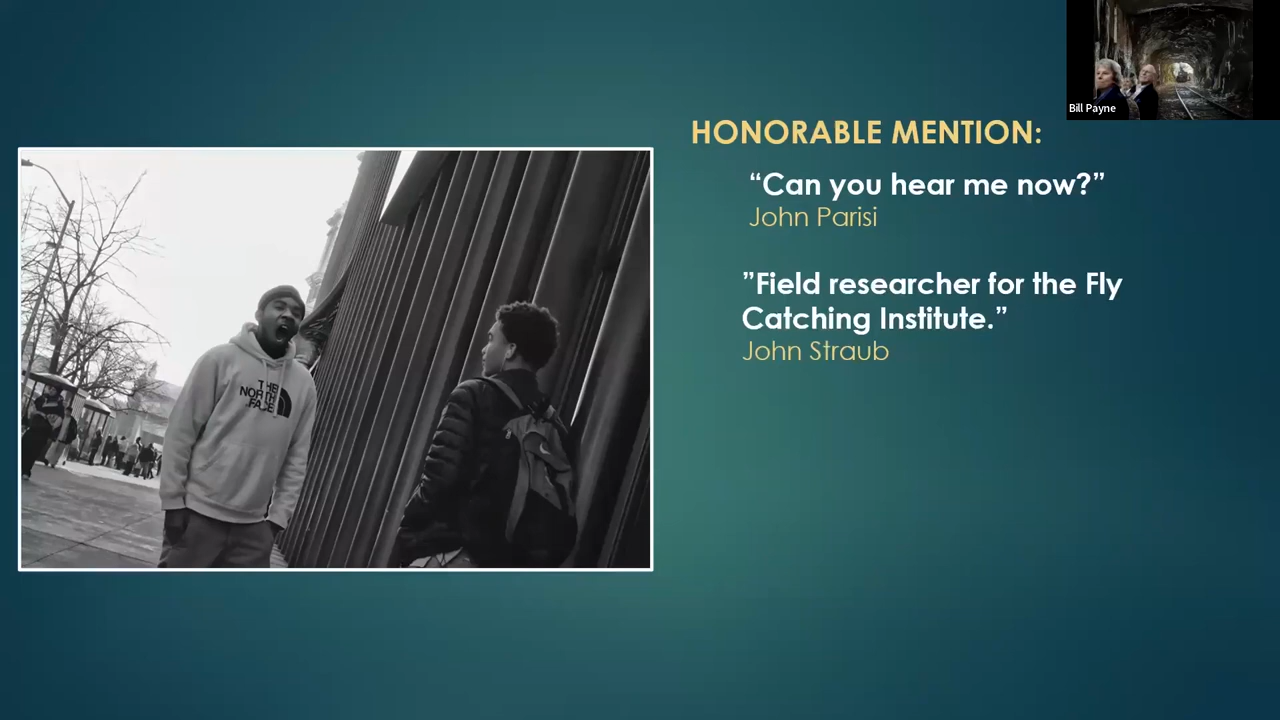 Bill Payne
HONORABLE MENTION:
“Can you hear me now?”
John Parisi
”Field researcher for the Fly
Catching Institute.”
John Straub
THE
NORTH
FACE